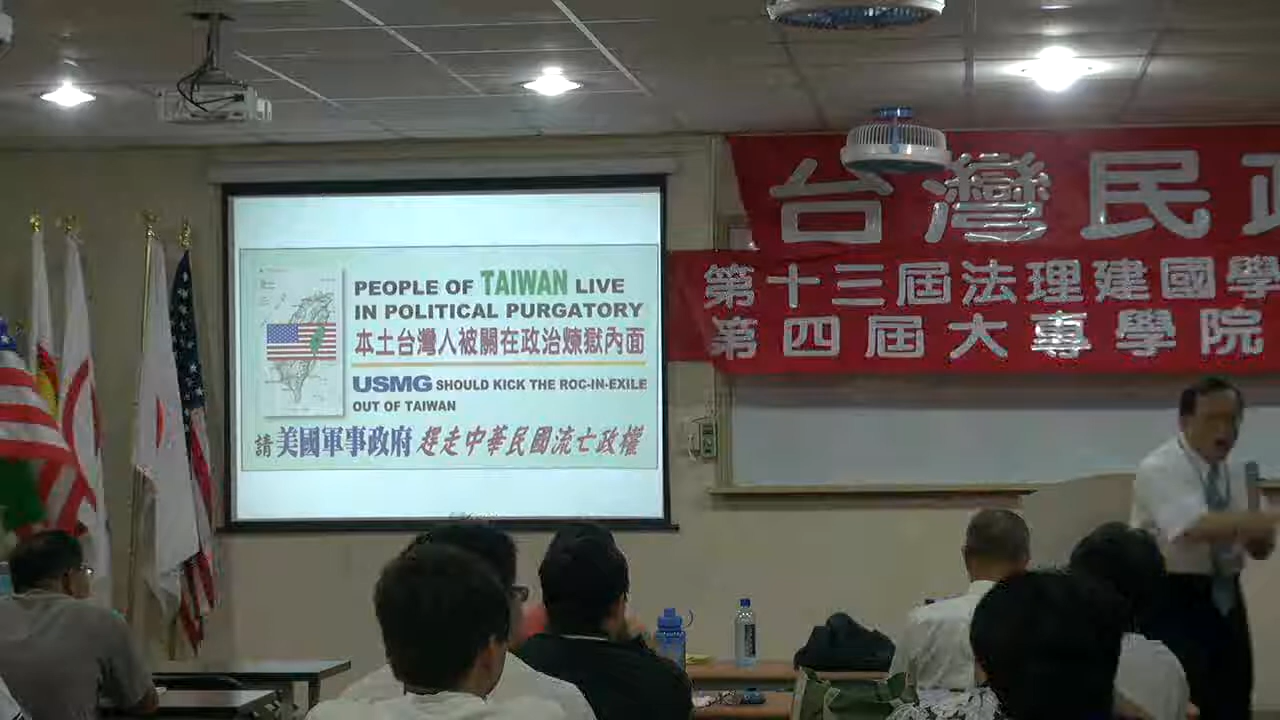 PEOPLE OF TAIWAN LIVE
IN POLITICAL PURGATORY
本土台灣人被關在政治煉獄內面
USMG SHOULD KICK THE ROC-IN-EXILE
OUT OF TAIWAN
請美國軍事政府 趕走中華民國流亡政權
台灣民政
第十三屆法理建國學
第四屆大專學院